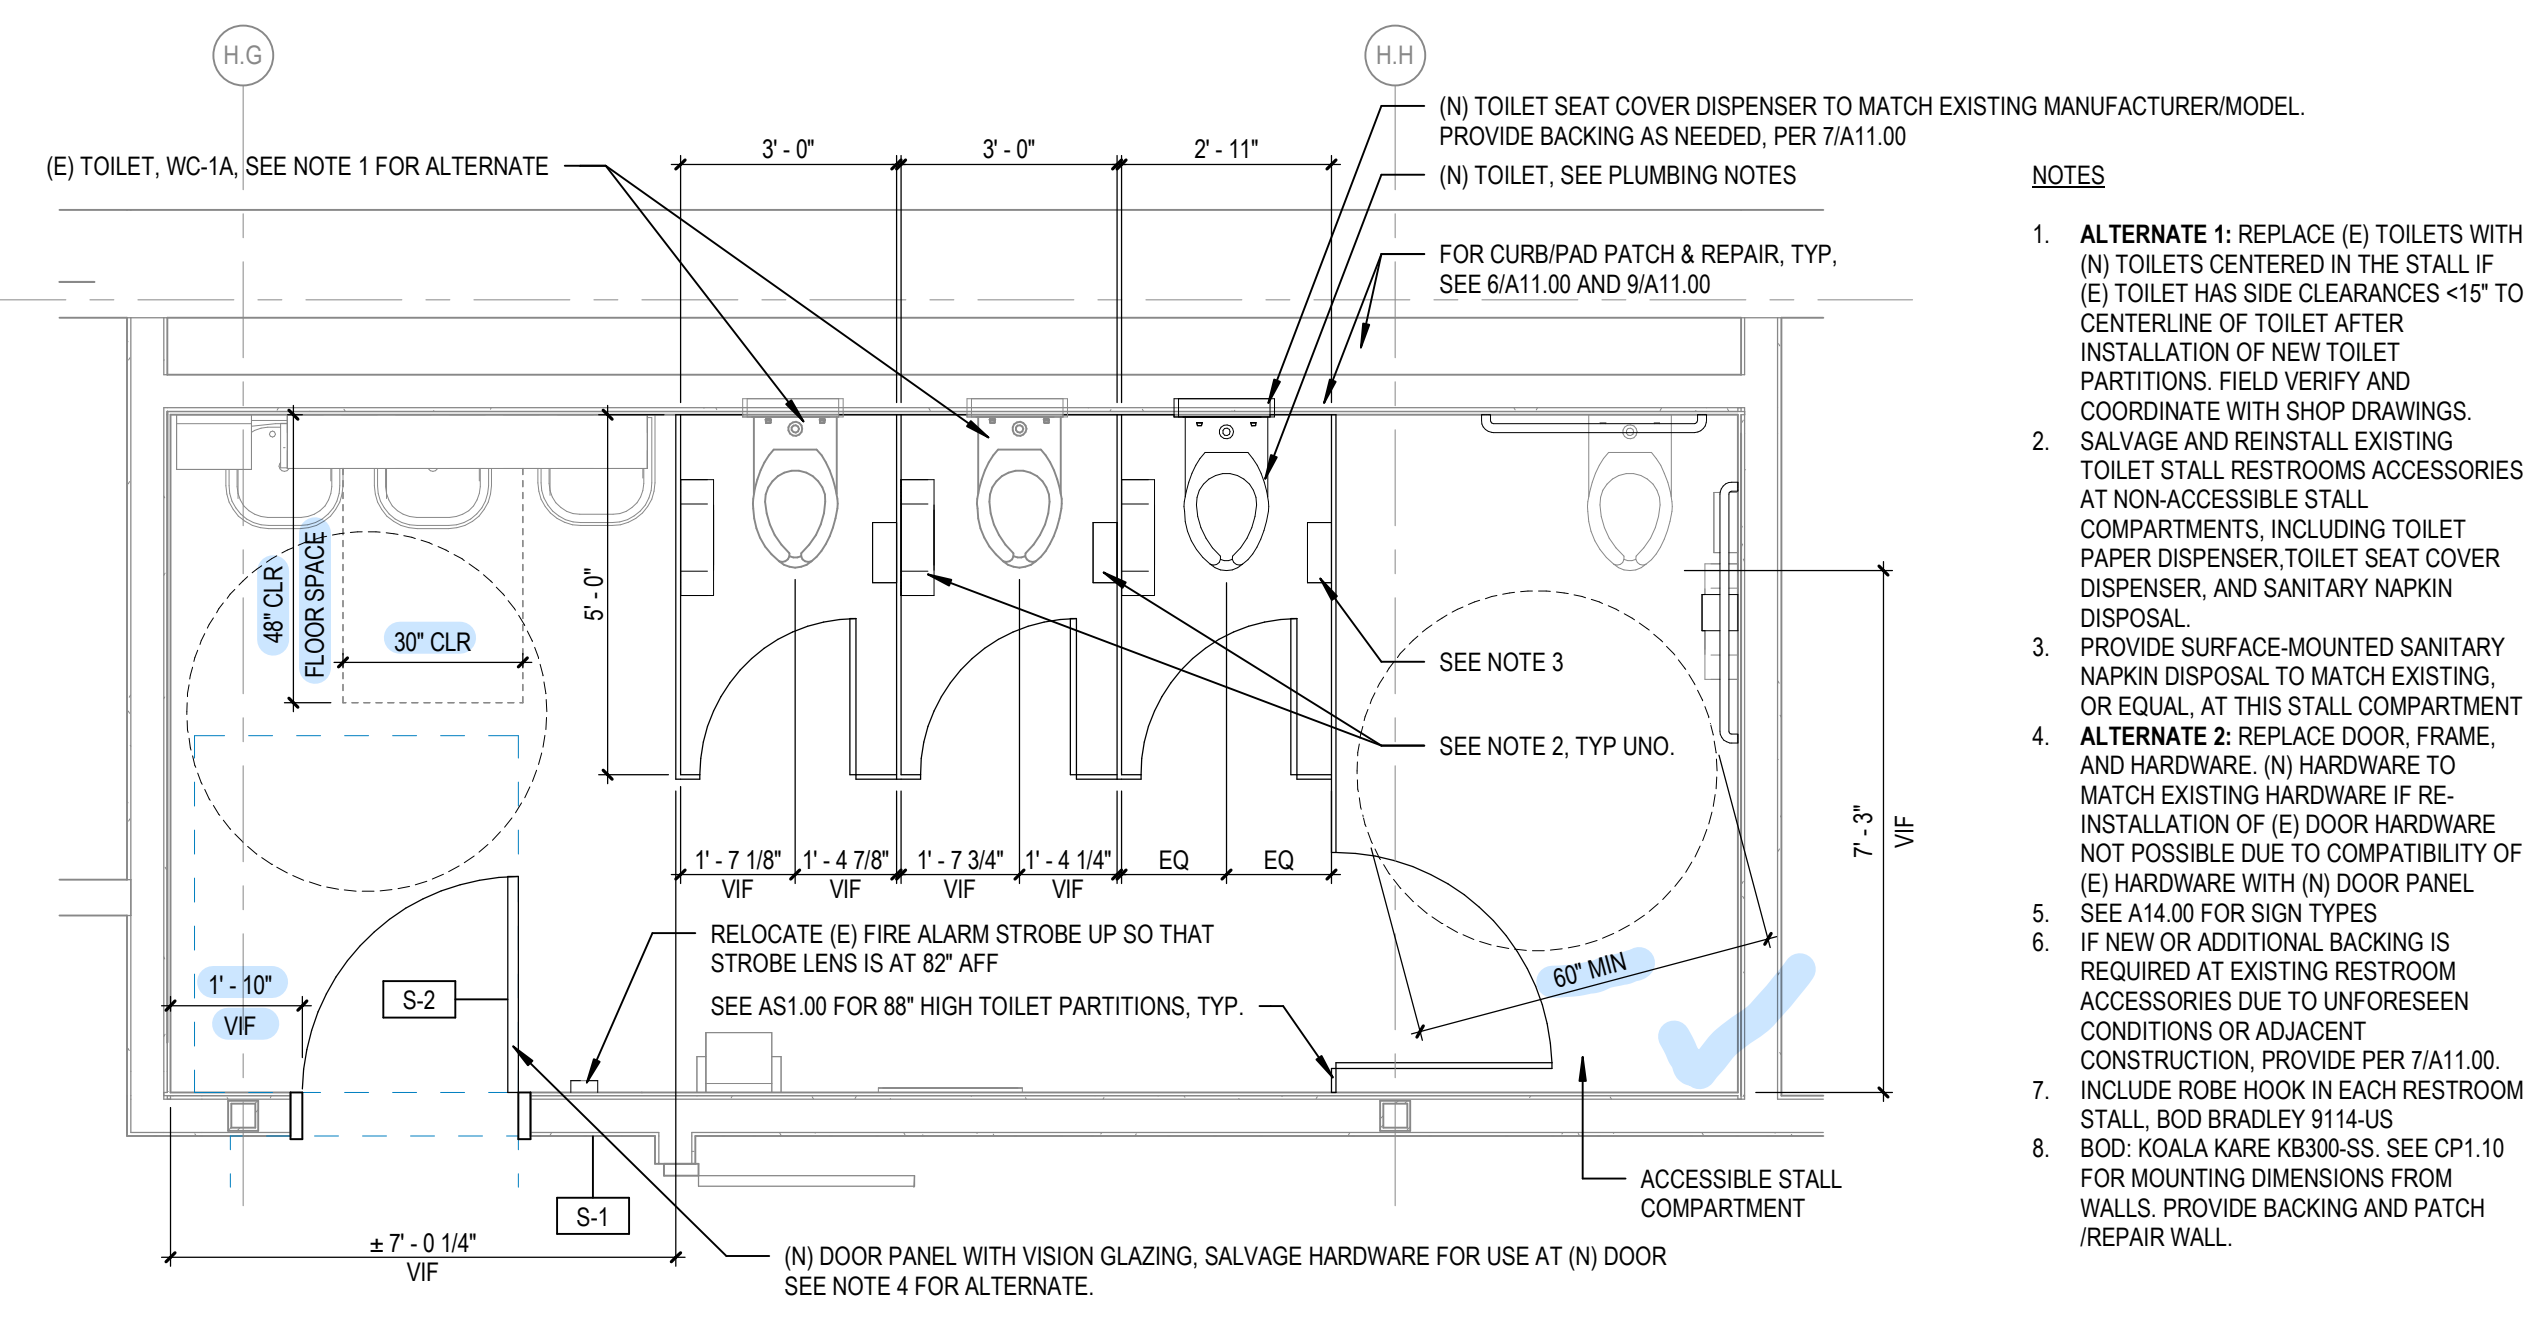 H.G
H.H
(N) TOILET SEAT COVER DISPENSER TO MATCH EXISTING MANUFACTURER/MODEL.
PROVIDE BACKING AS NEEDED, PER 7/A11.00
3' - 0"
3' - 0"
2' - 11"
(E) TOILET, WC-1A, SEE NOTE 1 FOR ALTERNATE
(N) TOILET, SEE PLUMBING NOTES
FOR CURB/PAD PATCH & REPAIR, TYP,
SEE 6/A11.00 AND 9/A11.00
48" CLR
FLOOR SPACE
30" CLR
5' - 0"
SEE NOTE 3
SEE NOTE 2, TYP UNO.
7' - 3"
VIF
1' - 7 1/8"
VIF
1' - 4 7/8"
VIF
1' - 7 3/4"
VIF
1' - 4 1/4"
VIF
EQ
EQ
RELOCATE (E) FIRE ALARM STROBE UP SO THAT
STROBE LENS IS AT 82" AFF
SEE AS1.00 FOR 88" HIGH TOILET PARTITIONS, TYP.
60" MIN
1' - 10"
VIF
S-2
S-1
ACCESSIBLE STALL
COMPARTMENT
± 7' - 0 1/4"
VIF
(N) DOOR PANEL WITH VISION GLAZING, SALVAGE HARDWARE FOR USE AT (N) DOOR
SEE NOTE 4 FOR ALTERNATE.
NOTES
1. ALTERNATE 1: REPLACE (E) TOILETS WITH
(N) TOILETS CENTERED IN THE STALL IF
(E) TOILET HAS SIDE CLEARANCES <15" TO
CENTERLINE OF TOILET AFTER
INSTALLATION OF NEW TOILET
PARTITIONS. FIELD VERIFY AND
COORDINATE WITH SHOP DRAWINGS.
2. SALVAGE AND REINSTALL EXISTING
TOILET STALL RESTROOMS ACCESSORIES
AT NON-ACCESSIBLE STALL
COMPARTMENTS, INCLUDING TOILET
PAPER DISPENSER,TOILET SEAT COVER
DISPENSER, AND SANITARY NAPKIN
DISPOSAL.
3. PROVIDE SURFACE-MOUNTED SANITARY
NAPKIN DISPOSAL TO MATCH EXISTING,
OR EQUAL, AT THIS STALL COMPARTMENT
4. ALTERNATE 2: REPLACE DOOR, FRAME,
AND HARDWARE. (N) HARDWARE TO
MATCH EXISTING HARDWARE IF RE-
INSTALLATION OF (E) DOOR HARDWARE
NOT POSSIBLE DUE TO COMPATIBILITY OF
(E) HARDWARE WITH (N) DOOR PANEL
5. SEE A14.00 FOR SIGN TYPES
6. IF NEW OR ADDITIONAL BACKING IS
REQUIRED AT EXISTING RESTROOM
ACCESSORIES DUE TO UNFORESEEN
CONDITIONS OR ADJACENT
CONSTRUCTION, PROVIDE PER 7/A11.00.
7. INCLUDE ROBE HOOK IN EACH RESTROOM
STALL, BOD BRADLEY 9114-US
8. BOD: KOALA KARE KB300-SS. SEE CP1.10
FOR MOUNTING DIMENSIONS FROM
WALLS. PROVIDE BACKING AND PATCH
/REPAIR WALL.